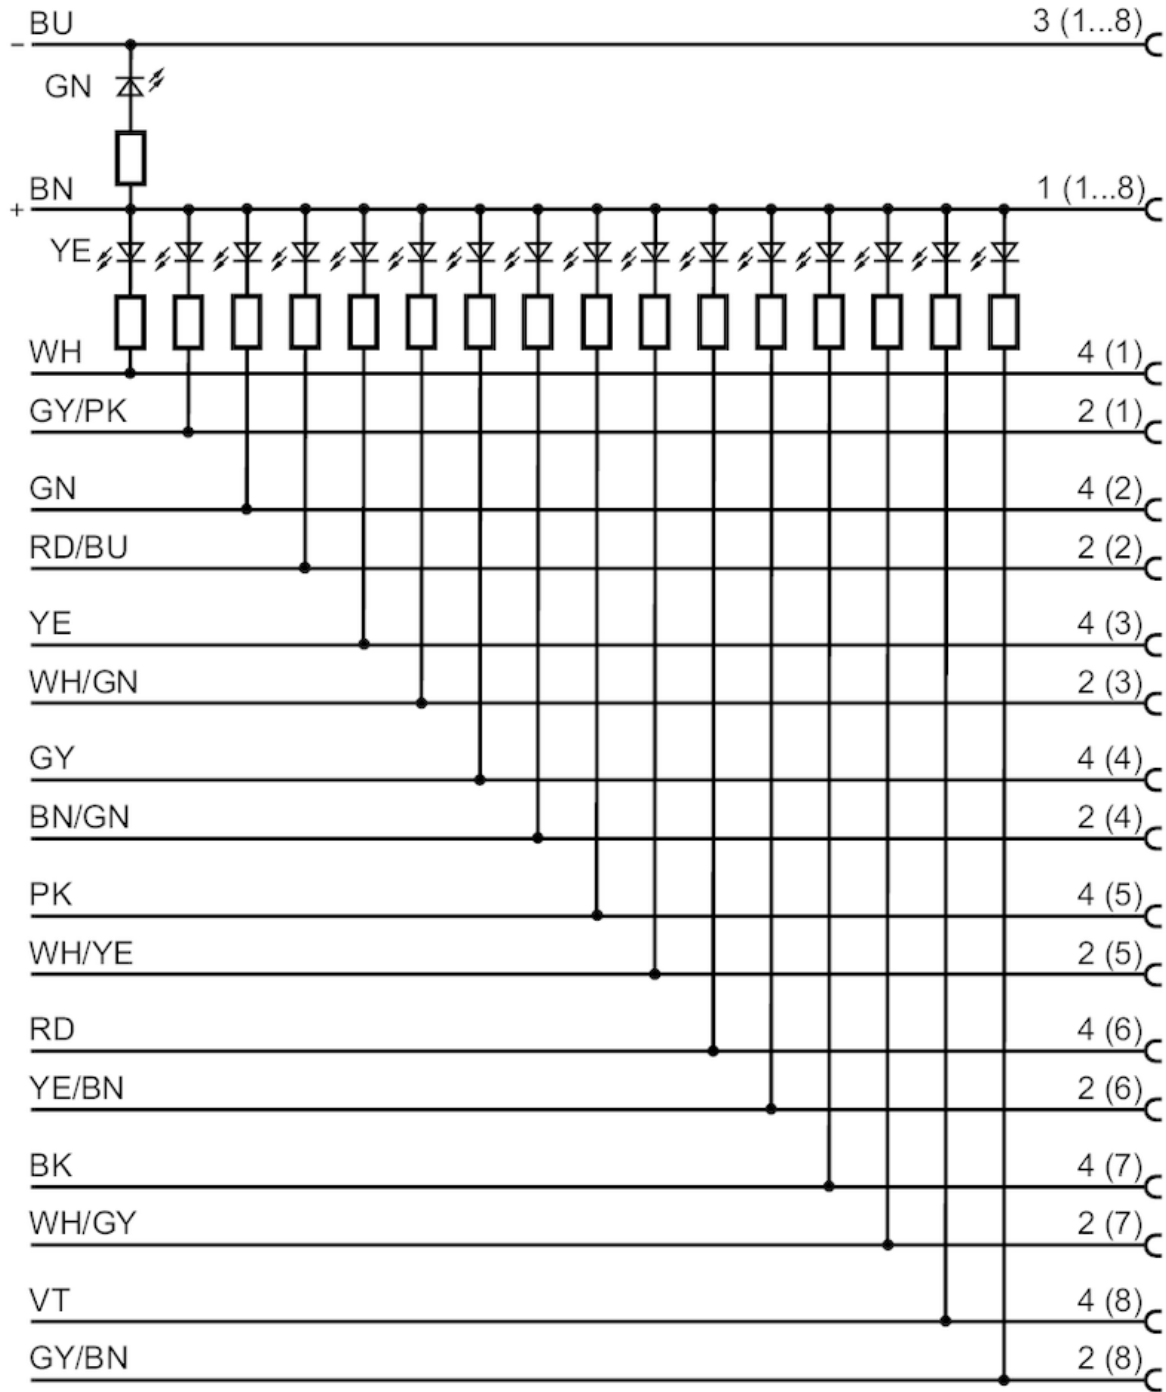 BU 3 (1...8)
−
GN
BN 1 (1...8)
+
YE
WH 4 (1)
GY/PK 2 (1)
GN 4 (2)
RD/BU 2 (2)
YE 4 (3)
WH/GN 2 (3)
GY 4 (4)
BN/GN 2 (4)
PK 4 (5)
WH/YE 2 (5)
RD 4 (6)
YE/BN 2 (6)
BK 4 (7)
WH/GY 2 (7)
VT 4 (8)
GY/BN 2 (8)